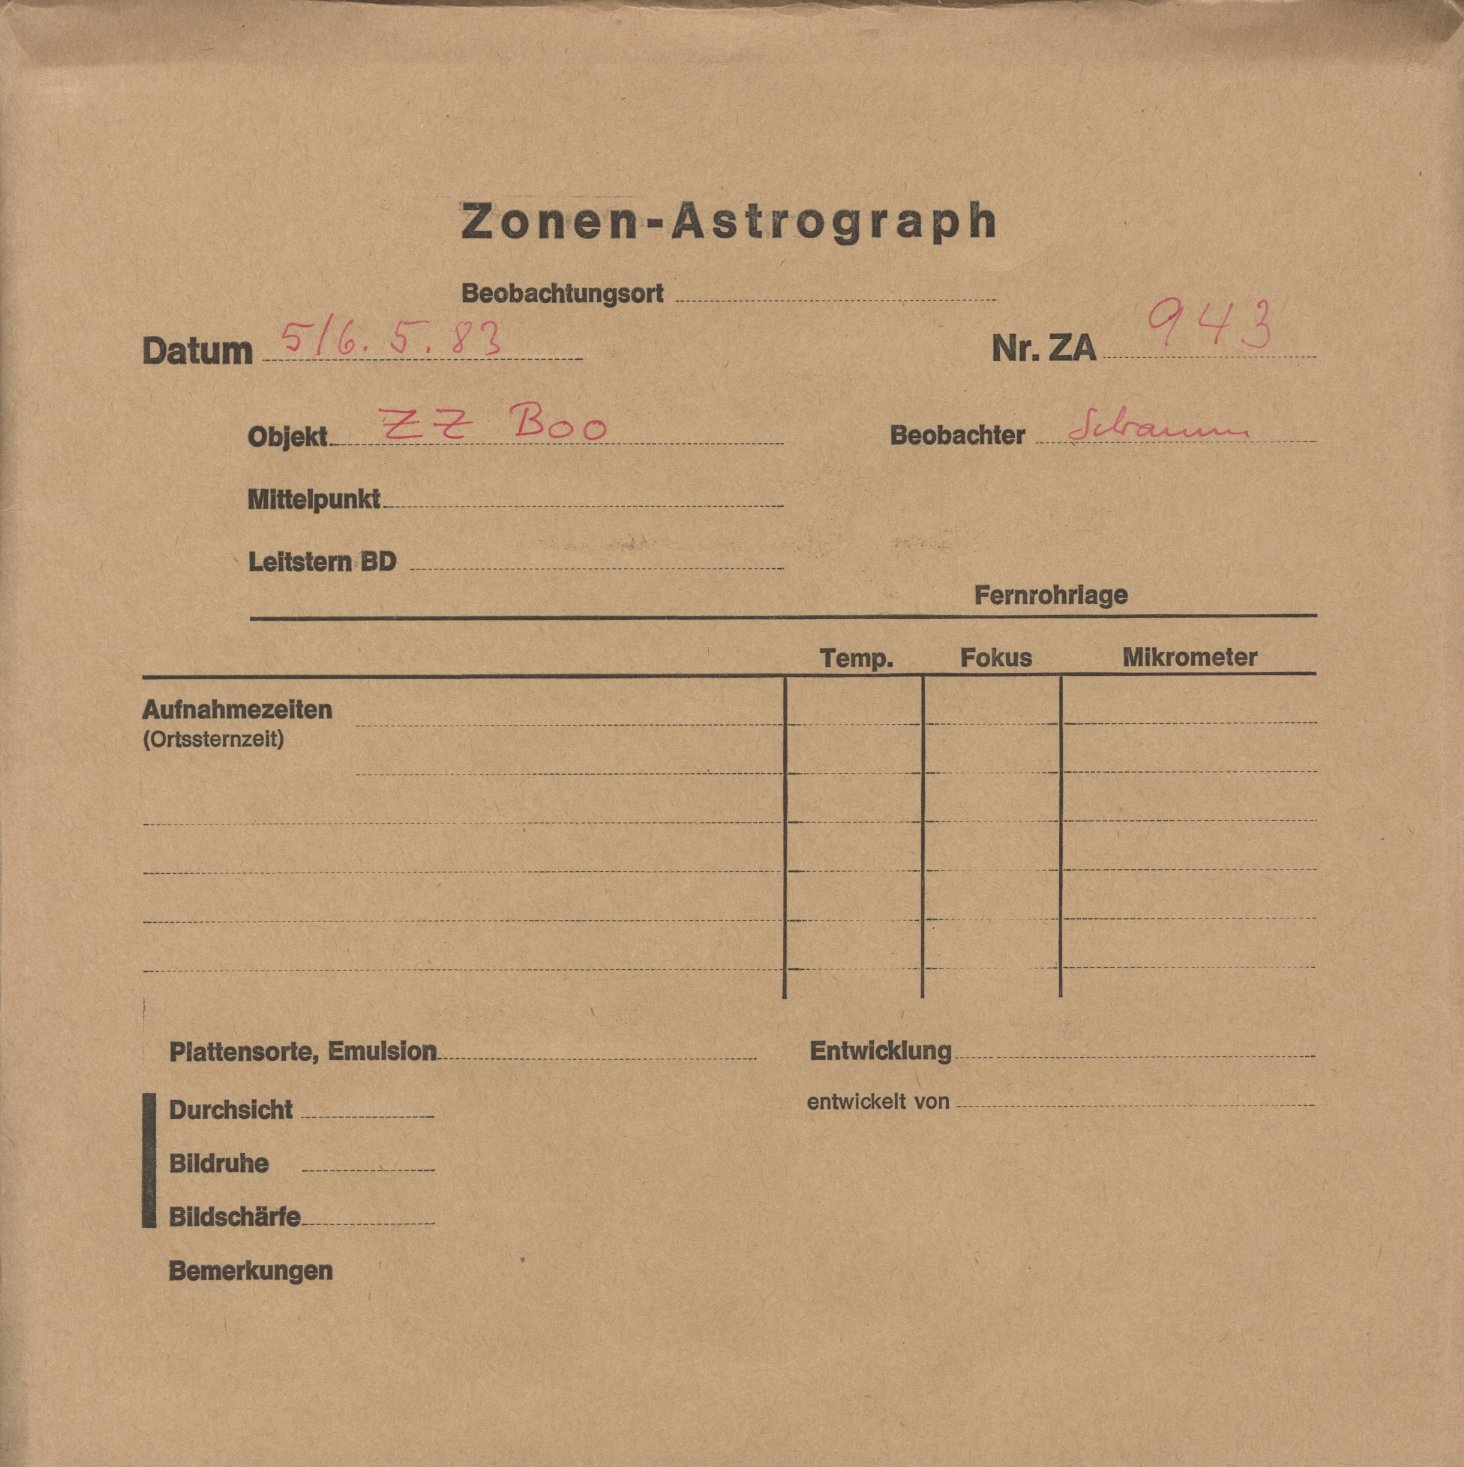 Zonen-Astrograph
Beobachtungsort
Datum 5/6. 5. 83 Nr. ZA 943
Objekt ZZ Boo Beobachter Schramm
Mittelpunkt
Leitstern BD
Fernrohrlage
Temp. Fokus Mikrometer
Aufnahmezeiten
(Ortssternzeit)
Plattensorte, Emulsion Entwicklung
Durchsicht entwickelt von
Bildruhe
Bildschärfe
Bemerkungen